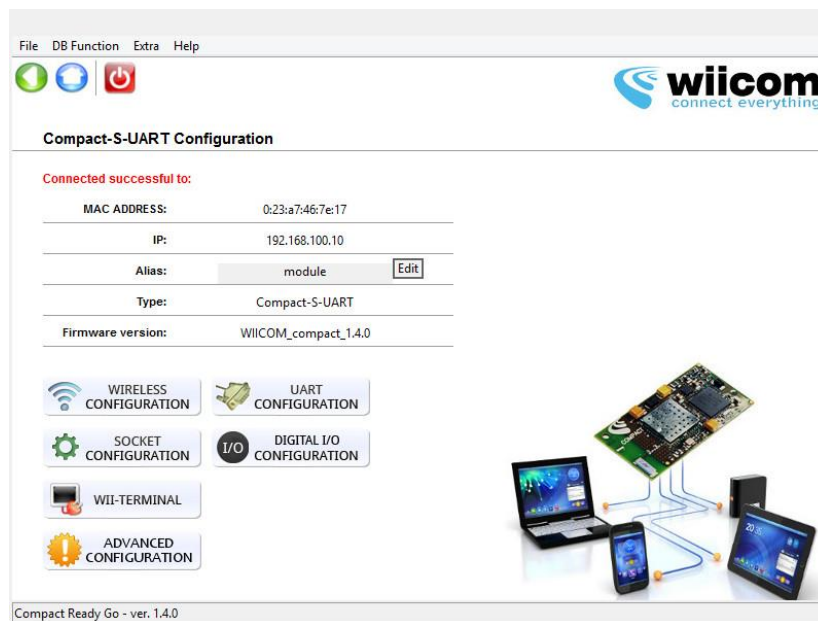 File DB Function Extra Help
wiicom
connect everything
Compact-S-UART Configuration
Connected successful to:
MAC ADDRESS: 0:23:a7:46:7e:17
IP: 192.168.100.10
Alias: module Edit
Type: Compact-S-UART
Firmware version: WIICOM_compact_1.4.0
WIRELESS
CONFIGURATION
UART
CONFIGURATION
SOCKET
CONFIGURATION
I/O
DIGITAL I/O
CONFIGURATION
WII-TERMINAL
ADVANCED
CONFIGURATION
COMPACT
Compact Ready Go - ver. 1.4.0